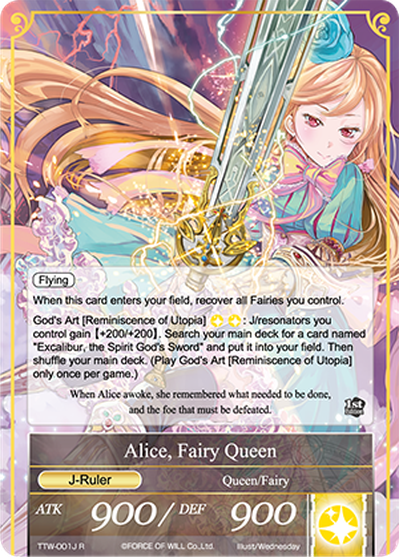 Flying
When this card enters your field, recover all Fairies you control.
God's Art [Reminiscence of Utopia] : J/resonators you
control gain【+200/+200】. Search your main deck for a card named
"Excalibur, the Spirit God's Sword" and put it into your field. Then
shuffle your main deck. (Play God's Art [Reminiscence of Utopia]
only once per game.)
When Alice awoke, she remembered what needed to be done,
and the foe that must be defeated.
1st
Edition
Alice, Fairy Queen
J-Ruler
Queen/Fairy
ATK 900/ DEF 900
TTW-001J R ©FORCE OF WILL Co.,Ltd. Illust/Wednesday